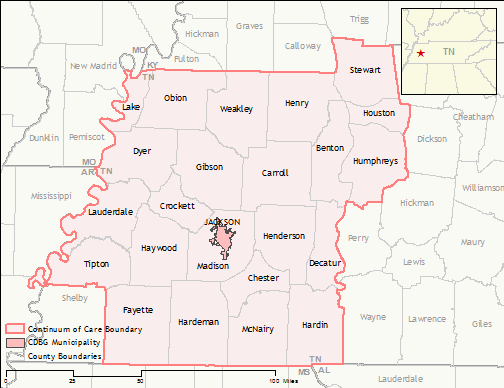 Trigg
Graves
Hickman
Calloway
Fulton
MO
KY
TN
New Madrid
TN
Stewart
Lake
Obion
Weakley
Henry
Houston
Cheatham
Dunklin
Pemiscot
Dickson
Dyer
Gibson
Carroll
Benton
Humphreys
MO
AR
TN
Williamson
Mississippi
Lauderdale
Crockett
Hickman
JACKSON
Haywood
Madison
Henderson
Perry
Maury
Tipton
Chester
Decatur
Lewis
Shelby
Fayette
Hardeman
McNairy
Hardin
Wayne
Lawrence
Giles
Continuum of Care Boundary
CDBG Municipality
County Boundaries
TN
MS
AL
0 25 50 100 Miles
Lauderdale